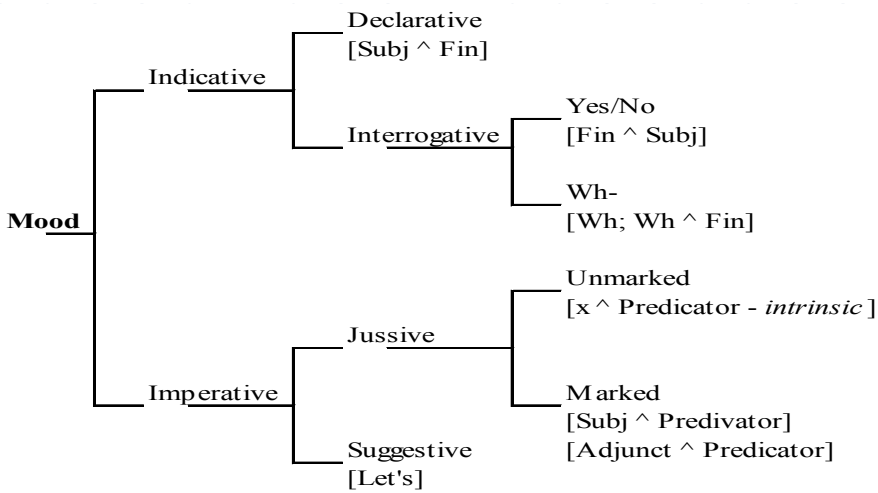 Declarative
[Subj ^ Fin]
Indicative
Interrogative
Yes/No
[Fin ^ Subj]
Wh-
[Wh; Wh ^ Fin]
Mood
Unmarked
[x ^ Predicator - intrinsic]
Jussive
Imperative
Marked
[Subj ^ Predivator]
[Adjunct ^ Predicator]
Suggestive
[Let's]